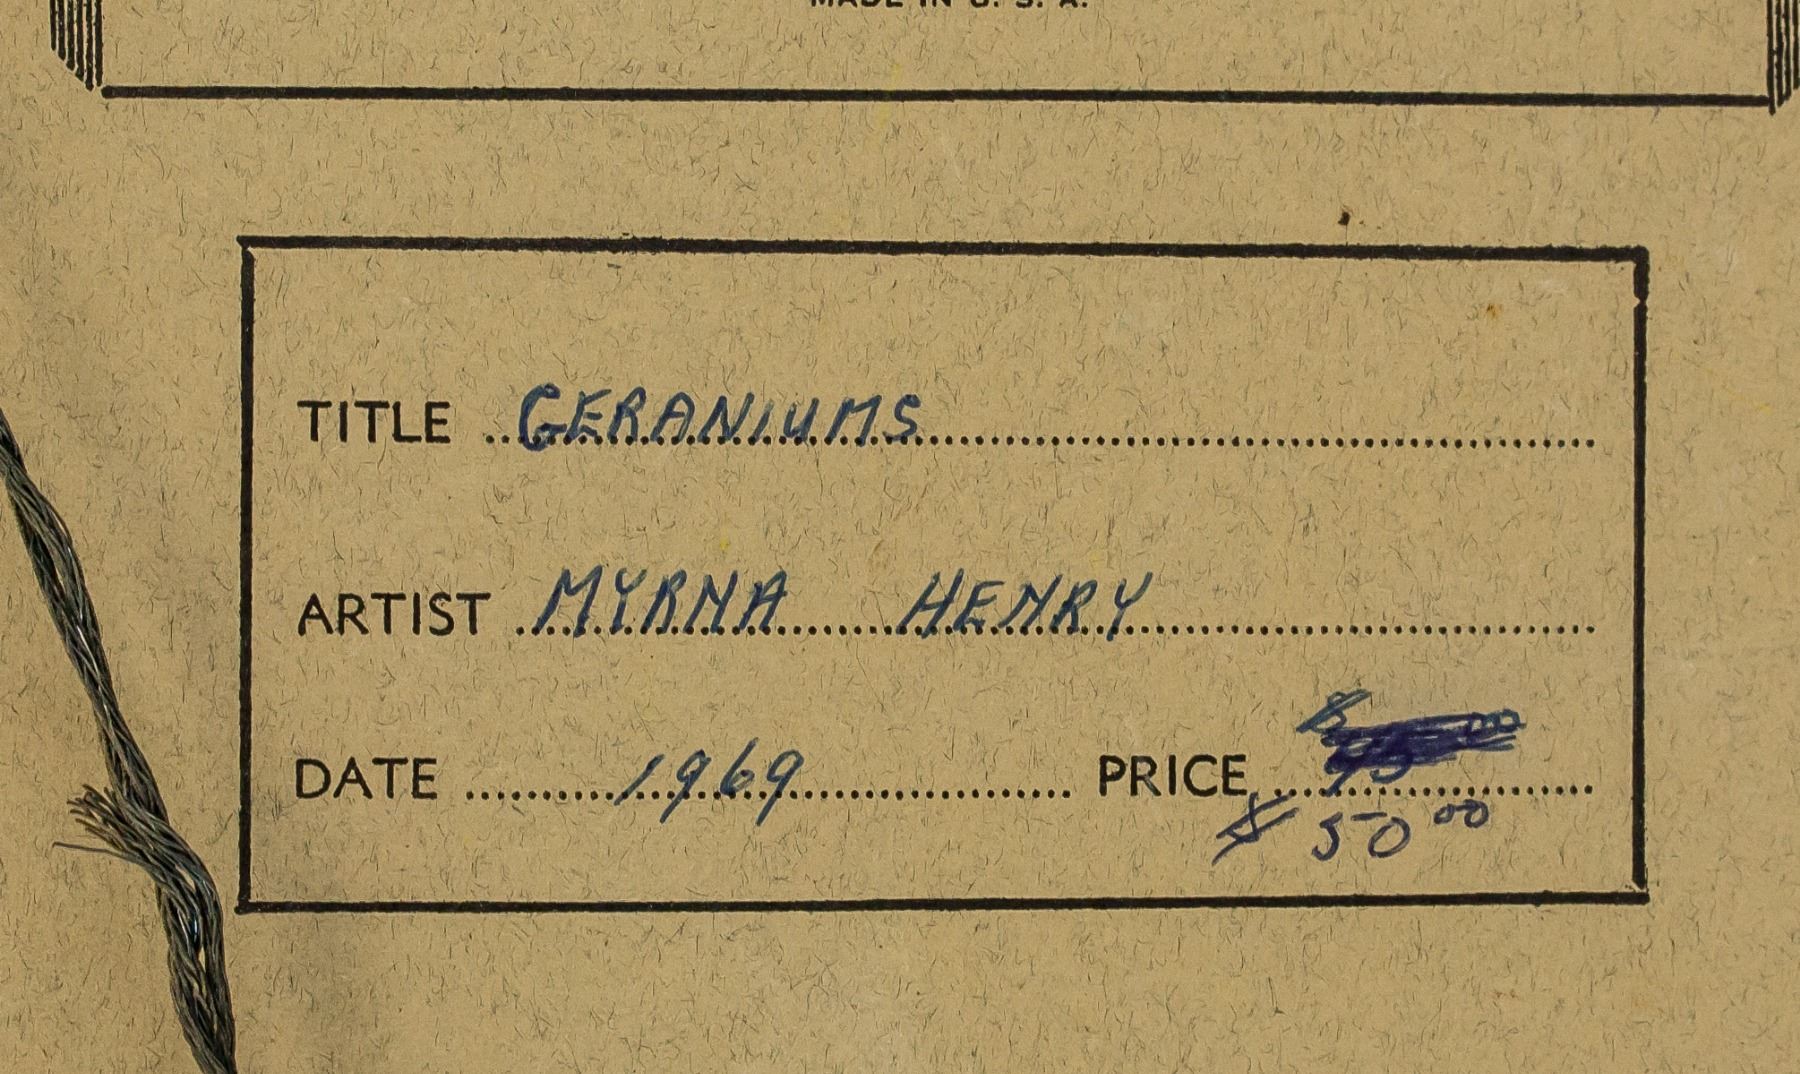 MADE IN U. S. A.
TITLE GERANIUMS
ARTIST MYRNA HENRY
DATE 1969 PRICE
$ 50 00